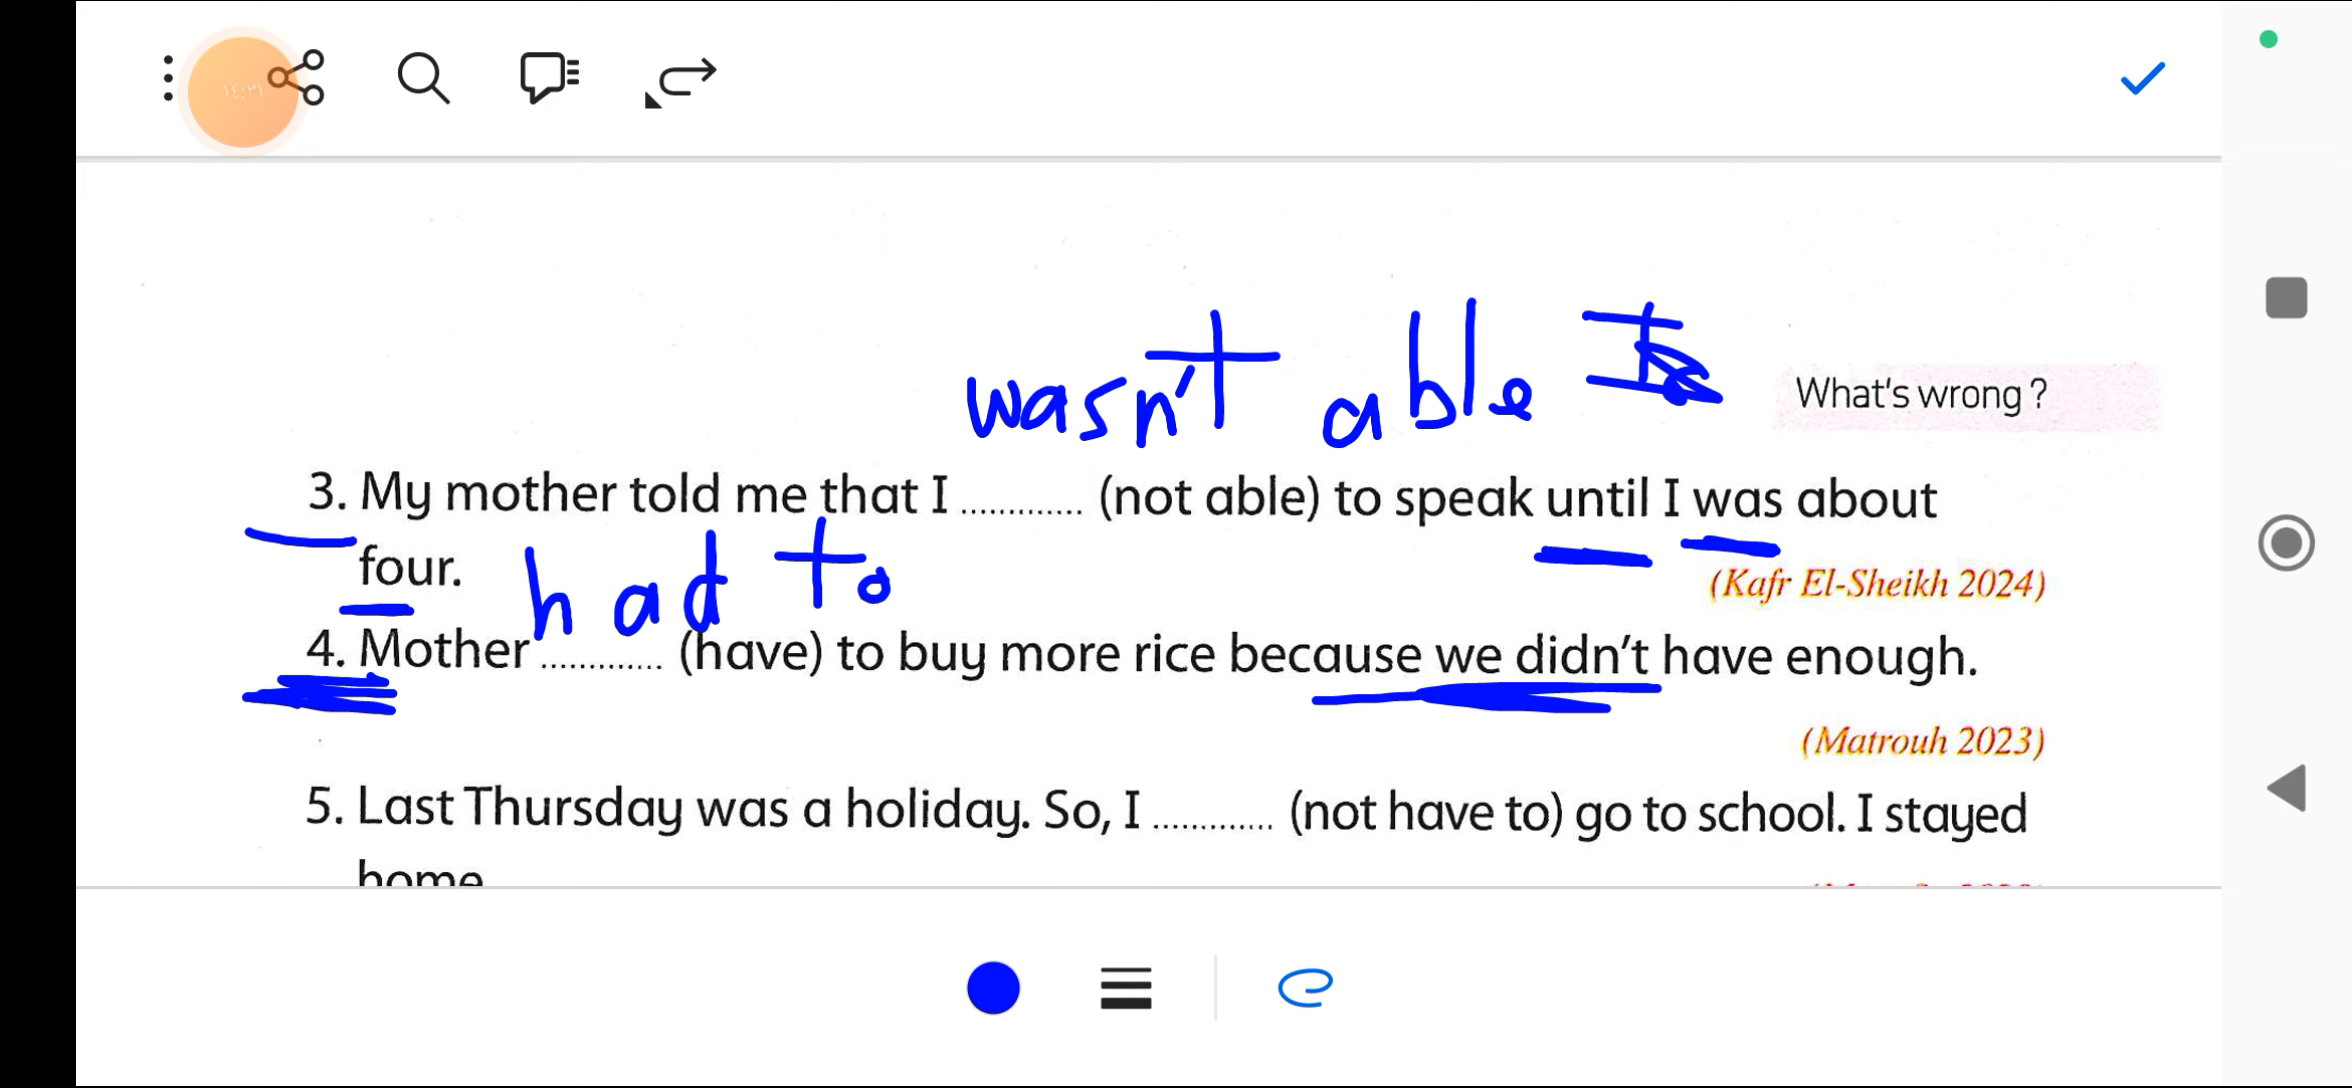 ١٤:٣١
wasn't able to
What's wrong?
3. My mother told me that I ............. (not able) to speak until I was about
four.
(Kafr El-Sheikh 2024)
had to
4. Mother ............. (have) to buy more rice because we didn't have enough.
(Matrouh 2023)
5. Last Thursday was a holiday. So, I ............. (not have to) go to school. I stayed
home